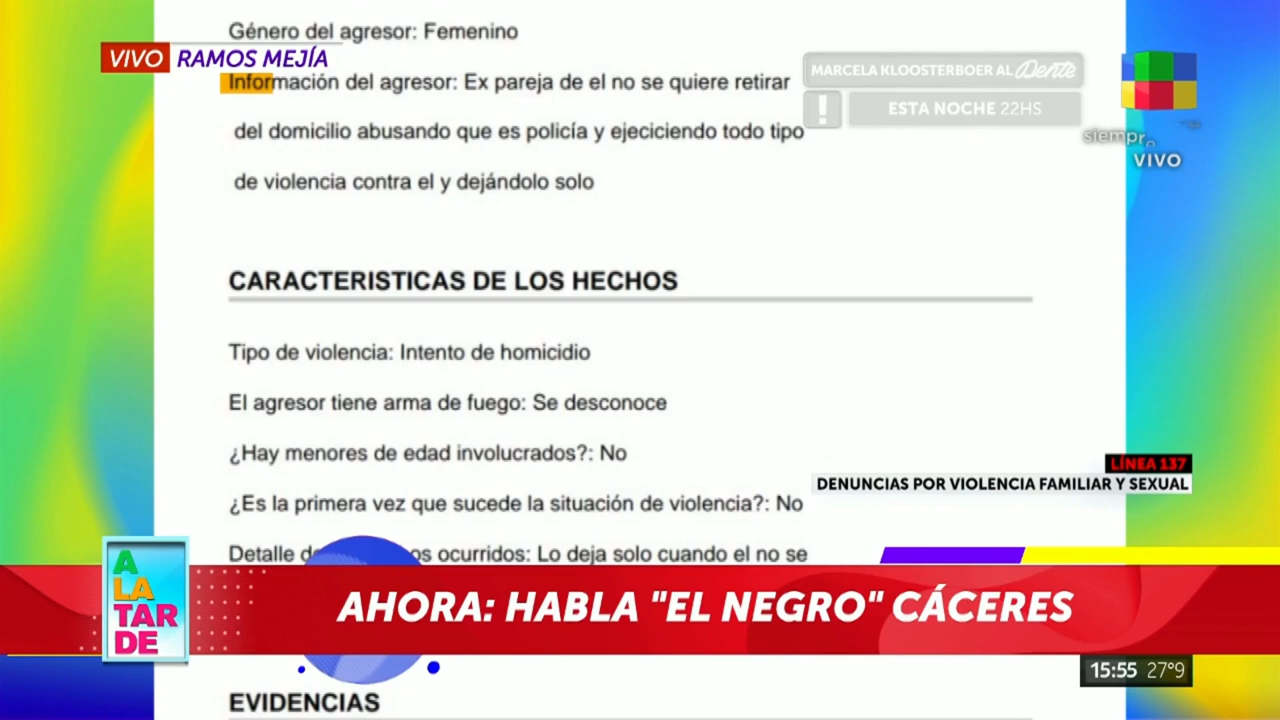 Género del agresor: Femenino
VIVO RAMOS MEJÍA
Información del agresor: Ex pareja de el no se quiere retirar
MARCELA KLOOSTERBOER AL Dente
! ESTA NOCHE 22HS
del domicilio abusando que es policía y ejeciciendo todo tipo
siempr
VIVO
de violencia contra el y dejándolo solo
CARACTERISTICAS DE LOS HECHOS
Tipo de violencia: Intento de homicidio
El agresor tiene arma de fuego: Se desconoce
¿Hay menores de edad involucrados?: No
LÍNEA 137
DENUNCIAS POR VIOLENCIA FAMILIAR Y SEXUAL
¿Es la primera vez que sucede la situación de violencia?: No
Detalle ocurridos: Lo deja solo cuando el no se
A LA TAR DE
AHORA: HABLA "EL NEGRO" CÁCERES
15:55 27°9
EVIDENCIAS